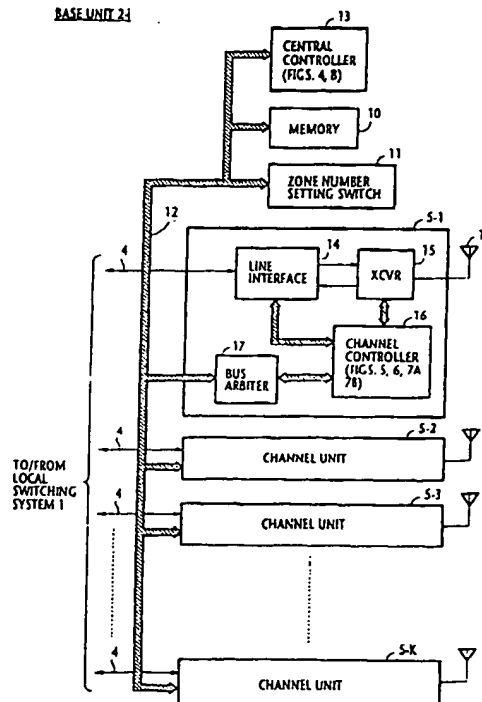 BASE UNIT 2-j
13
CENTRAL
CONTROLLER
(FIGS. 4, 8)
MEMORY
10
11
ZONE NUMBER
SETTING SWITCH
12
5-1
4
14
15
LINE
INTERFACE
XCVR
16
CHANNEL
CONTROLLER
(FIGS. 5, 6, 7A
7B)
17
BUS
ARBITER
4
5-2
CHANNEL UNIT
TO/FROM
LOCAL
SWITCHING
SYSTEM 1
4
5-3
CHANNEL UNIT
4
5-K
CHANNEL UNIT